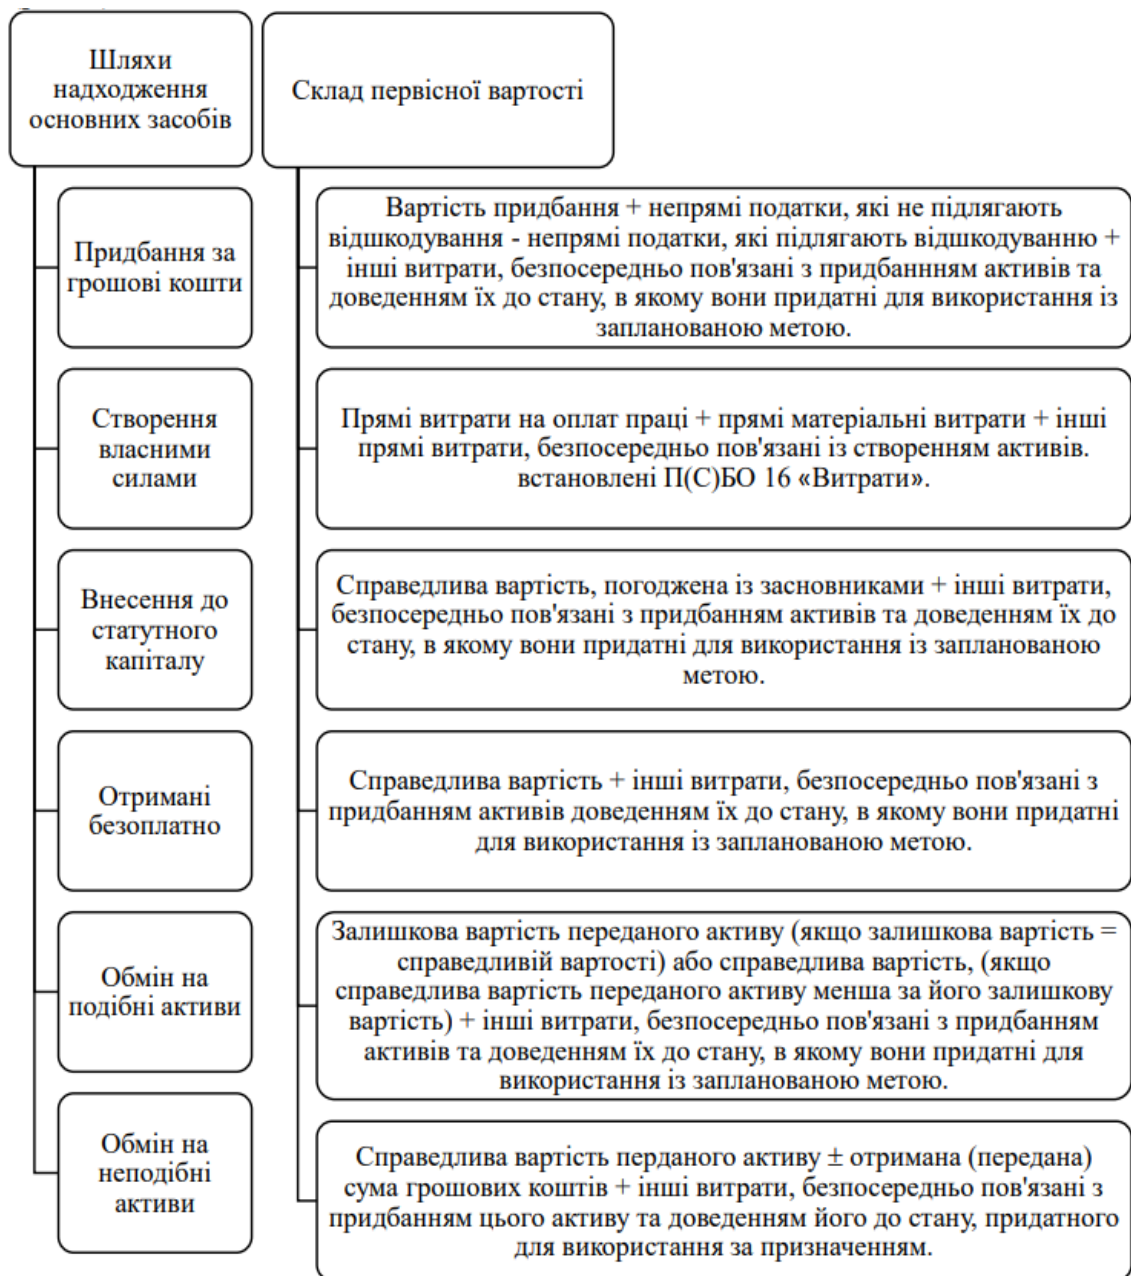 Шляхи
надходження
основних засобів
Склад первісної вартості
Придбання за
грошові кошти
Вартість придбання + непрямі податки, які не підлягають
відшкодування - непрямі податки, які підлягають відшкодуванню +
інші витрати, безпосередньо пов'язані з придбаннням активів та
доведенням їх до стану, в якому вони придатні для використання із
запланованою метою.
Створення
власними
силами
Прямі витрати на оплат праці + прямі матеріальні витрати + інші
прямі витрати, безпосередньо пов'язані із створенням активів.
встановлені П(С)БО 16 «Витрати».
Внесення до
статутного
капіталу
Справедлива вартість, погоджена із засновниками + інші витрати,
безпосередньо пов'язані з придбанням активів та доведенням їх до
стану, в якому вони придатні для використання із запланованою
метою.
Отримані
безоплатно
Справедлива вартість + інші витрати, безпосередньо пов'язані з
придбанням активів доведенням їх до стану, в якому вони придатні
для використання із запланованою метою.
Обмін на
подібні активи
Залишкова вартість переданого активу (якщо залишкова вартість =
справедливій вартості) або справедлива вартість, (якщо
справедлива вартість переданого активу менша за його залишкову
вартість) + інші витрати, безпосередньо пов'язані з придбанням
активів та доведенням їх до стану, в якому вони придатні для
використання із запланованою метою.
Обмін на
неподібні
активи
Справедлива вартість перданого активу ± отримана (передана)
сума грошових коштів + інші витрати, безпосередньо пов'язані з
придбанням цього активу та доведенням його до стану, придатного
для використання за призначенням.